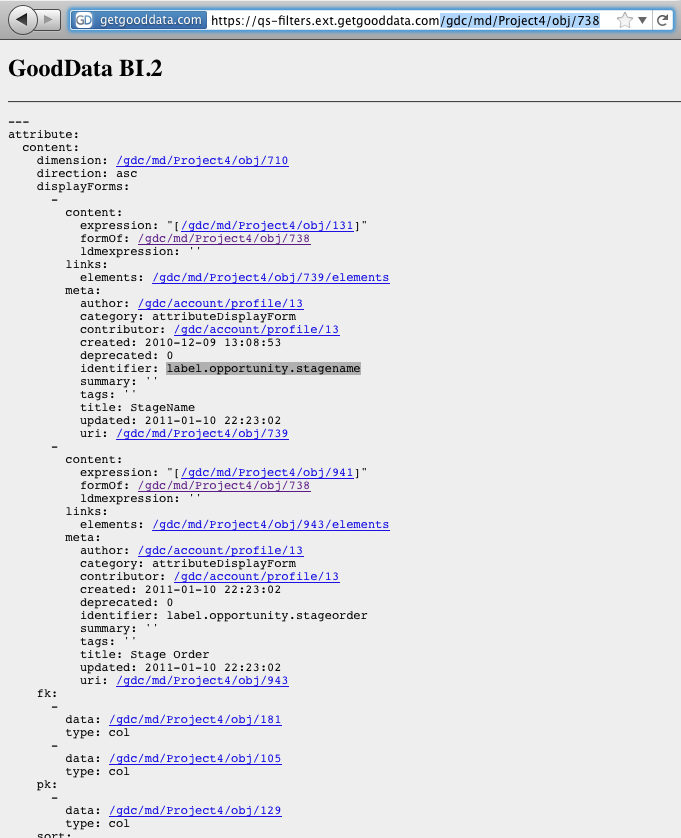 GD getgooddata.com https://qs-filters.ext.getgooddata.com/gdc/md/Project4/obj/738
GoodData BI.2
---
attribute:
  content:
    dimension: /gdc/md/Project4/obj/710
    direction: asc
    displayForms:
      -
        content:
          expression: "[/gdc/md/Project4/obj/131]"
          formOf: /gdc/md/Project4/obj/738
          ldmexpression: ''
        links:
          elements: /gdc/md/Project4/obj/739/elements
        meta:
          author: /gdc/account/profile/13
          category: attributeDisplayForm
          contributor: /gdc/account/profile/13
          created: 2010-12-09 13:08:53
          deprecated: 0
          identifier: label.opportunity.stagename
          summary: ''
          tags: ''
          title: StageName
          updated: 2011-01-10 22:23:02
          uri: /gdc/md/Project4/obj/739
      -
        content:
          expression: "[/gdc/md/Project4/obj/941]"
          formOf: /gdc/md/Project4/obj/738
          ldmexpression: ''
        links:
          elements: /gdc/md/Project4/obj/943/elements
        meta:
          author: /gdc/account/profile/13
          category: attributeDisplayForm
          contributor: /gdc/account/profile/13
          created: 2011-01-10 22:23:02
          deprecated: 0
          identifier: label.opportunity.stageorder
          summary: ''
          tags: ''
          title: Stage Order
          updated: 2011-01-10 22:23:02
          uri: /gdc/md/Project4/obj/943
    fk:
      -
        data: /gdc/md/Project4/obj/181
        type: col
      -
        data: /gdc/md/Project4/obj/105
        type: col
    pk:
      -
        data: /gdc/md/Project4/obj/129
        type: col
    sort: